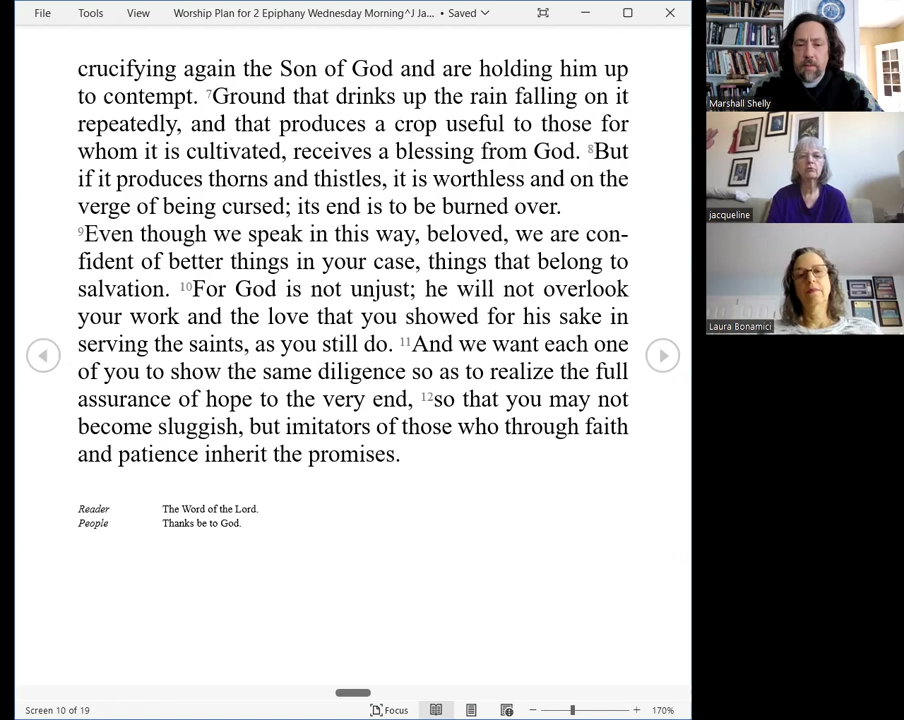 File Tools View Worship Plan for 2 Epiphany Wednesday Morning^J Ja... • Saved
crucifying again the Son of God and are holding him up
to contempt. 7Ground that drinks up the rain falling on it
repeatedly, and that produces a crop useful to those for
whom it is cultivated, receives a blessing from God. 8But
if it produces thorns and thistles, it is worthless and on the
verge of being cursed; its end is to be burned over.
9Even though we speak in this way, beloved, we are con-
fident of better things in your case, things that belong to
salvation. 10For God is not unjust; he will not overlook
your work and the love that you showed for his sake in
serving the saints, as you still do. 11And we want each one
of you to show the same diligence so as to realize the full
assurance of hope to the very end, 12so that you may not
become sluggish, but imitators of those who through faith
and patience inherit the promises.
Reader The Word of the Lord.
People Thanks be to God.
Screen 10 of 19 Focus 170%
Marshall Shelly
jacqueline
Laura Bonamici